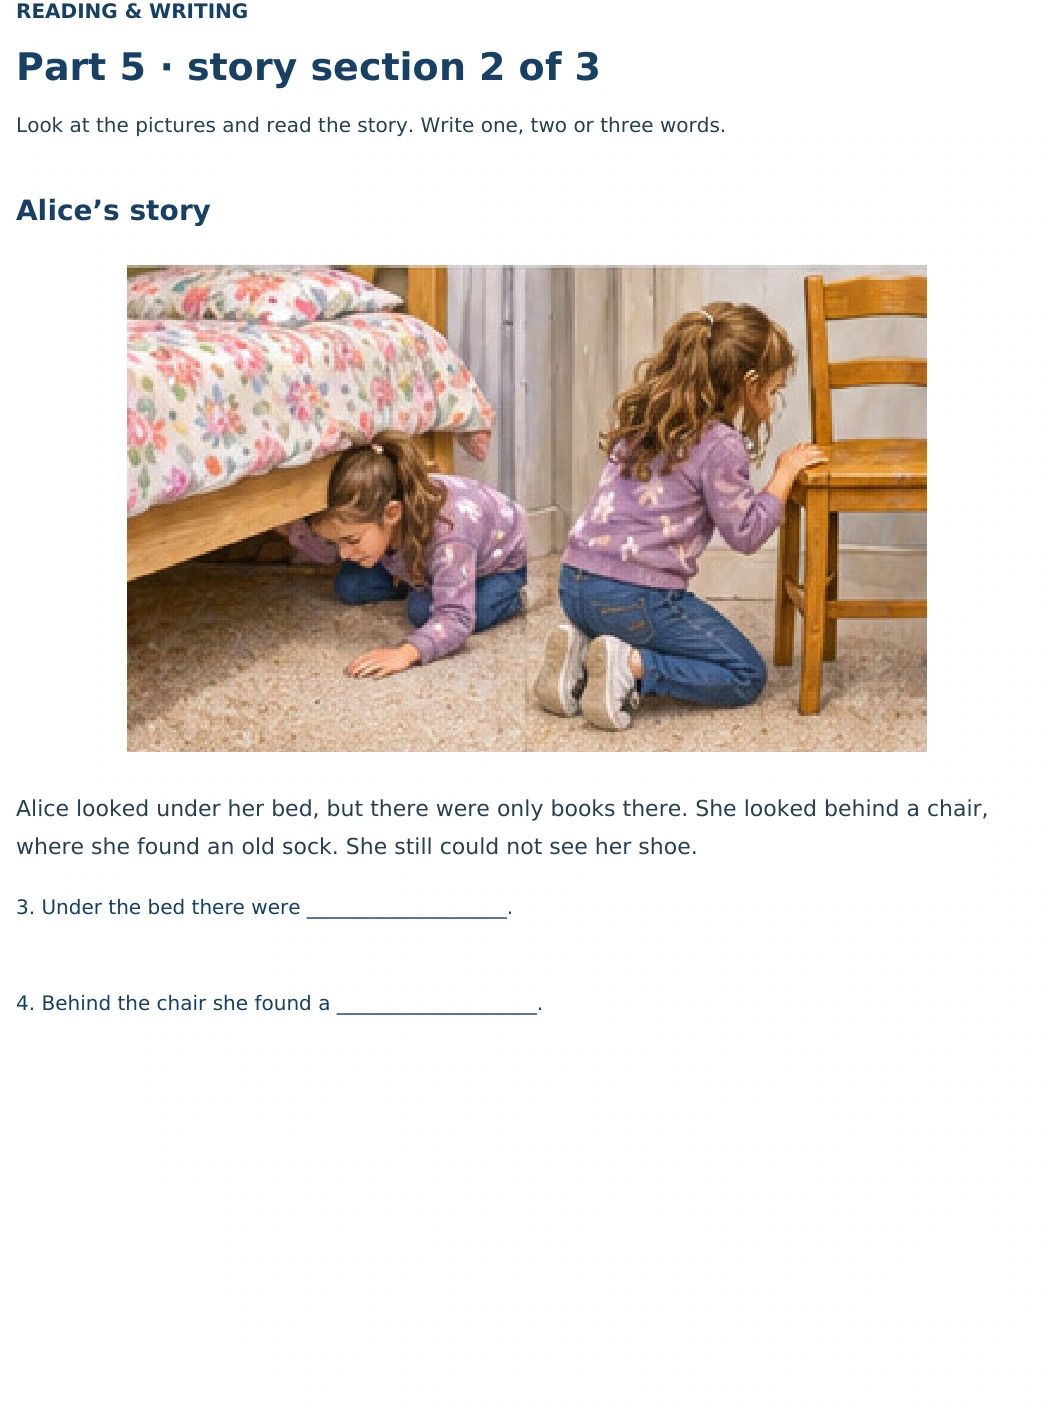 READING & WRITING
Part 5 · story section 2 of 3
Look at the pictures and read the story. Write one, two or three words.
Alice’s story
Alice looked under her bed, but there were only books there. She looked behind a chair,
where she found an old sock. She still could not see her shoe.
3. Under the bed there were ____________________.
4. Behind the chair she found a ____________________.